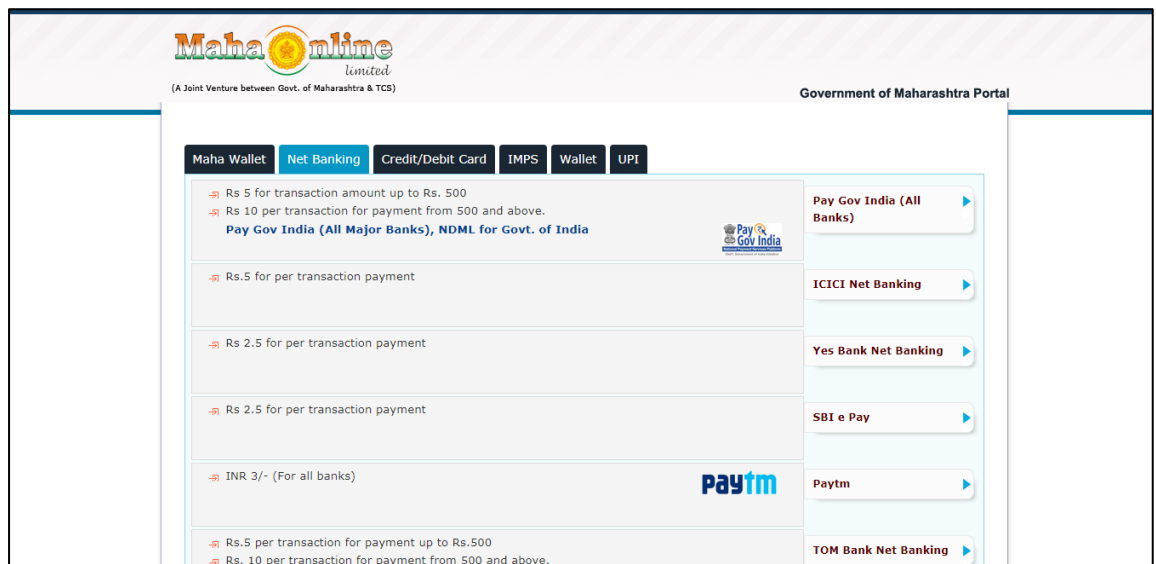 MahaOnline
limited
(A Joint Venture between Govt. of Maharashtra & TCS)
Government of Maharashtra Portal
Maha Wallet Net Banking Credit/Debit Card IMPS Wallet UPI
Rs 5 for transaction amount up to Rs. 500
Rs 10 per transaction for payment from 500 and above.
Pay Gov India (All Major Banks), NDML for Govt. of India
Pay
Gov India
Pay Gov India (All
Banks)
Rs.5 for per transaction payment
ICICI Net Banking
Rs 2.5 for per transaction payment
Yes Bank Net Banking
Rs 2.5 for per transaction payment
SBI e Pay
INR 3/- (For all banks)
Paytm
Paytm
Rs.5 per transaction for payment up to Rs.500
Rs. 10 per transaction for payment from 500 and above.
TOM Bank Net Banking